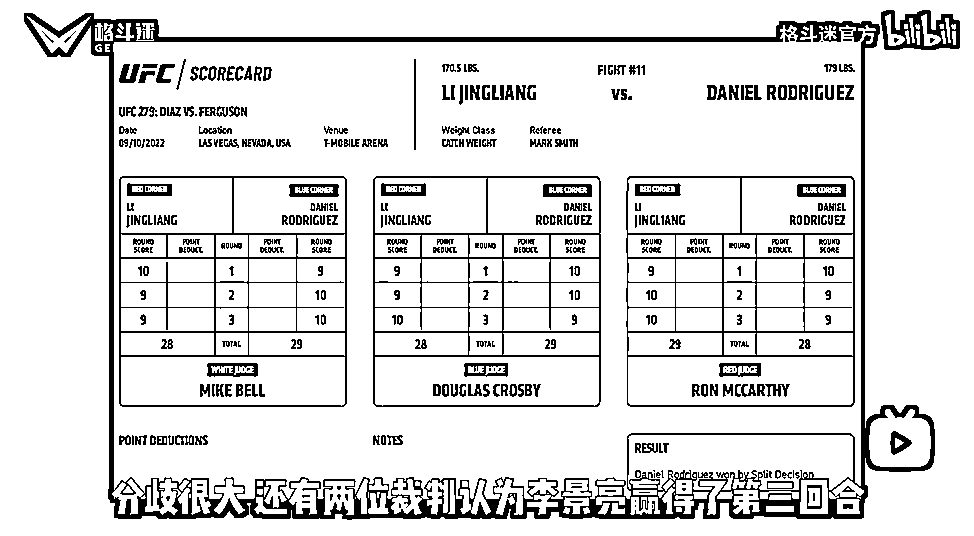 格斗迷
GE
格斗迷官方 bilibili
UFC / SCORECARD
UFC 279: DIAZ VS. FERGUSON
Date Location Venue
09/10/2022 LAS VEGAS, NEVADA, USA T-MOBILE ARENA
170.5 LBS. FIGHT #11 179 LBS.
LI JINGLIANG VS. DANIEL RODRIGUEZ
Weight Class Referee
CATCH WEIGHT MARK SMITH
RED CORNER BLUE CORNER
LI JINGLIANG DANIEL RODRIGUEZ
ROUND SCORE POINT DEDUCT. ROUND POINT DEDUCT. ROUND SCORE
10 1 9
9 2 10
9 3 10
28 TOTAL 29
WHITE JUDGE
MIKE BELL
RED CORNER BLUE CORNER
LI JINGLIANG DANIEL RODRIGUEZ
ROUND SCORE POINT DEDUCT. ROUND POINT DEDUCT. ROUND SCORE
9 1 10
9 2 10
10 3 9
28 TOTAL 29
BLUE JUDGE
DOUGLAS CROSBY
RED CORNER BLUE CORNER
LI JINGLIANG DANIEL RODRIGUEZ
ROUND SCORE POINT DEDUCT. ROUND POINT DEDUCT. ROUND SCORE
9 1 10
10 2 9
10 3 9
29 TOTAL 28
RED JUDGE
RON MCCARTHY
POINT DEDUCTIONS NOTES RESULT
Daniel Rodriguez won by Split Decision
分歧很大 还有两位裁判认为李景亮赢得了第三回合